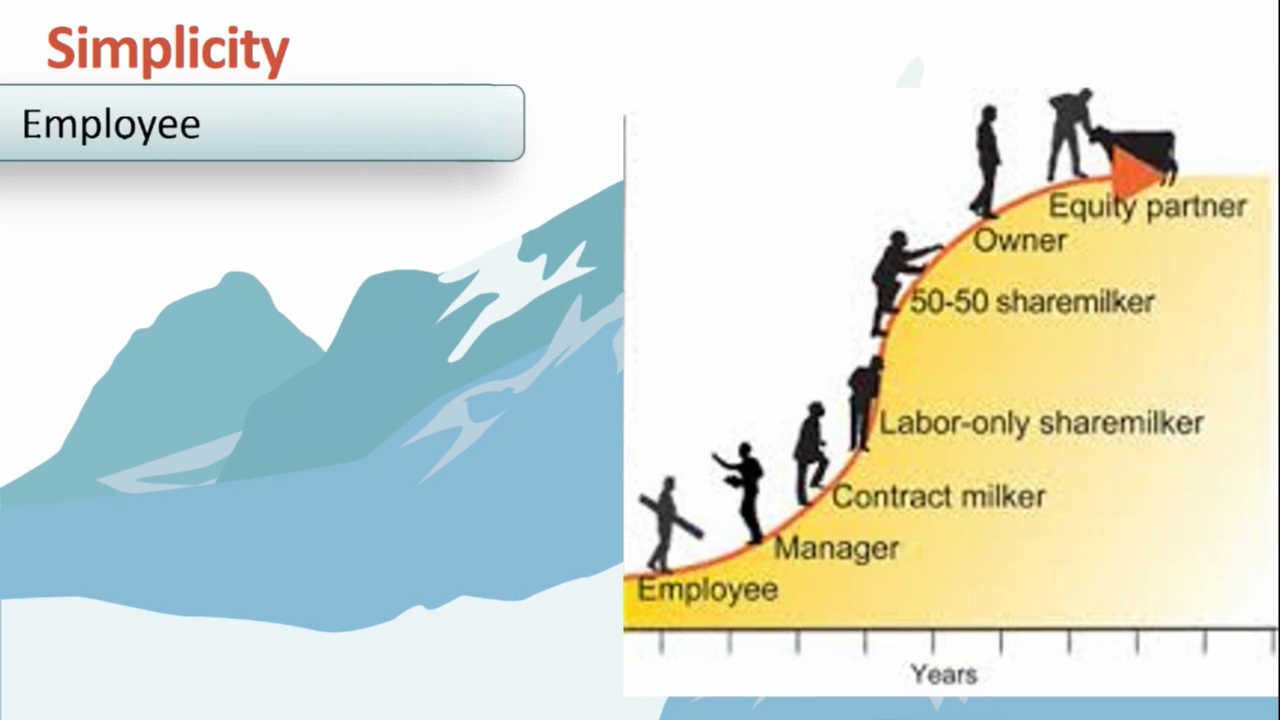 Simplicity
Employee
Equity partner
Owner
50-50 sharemilker
Labor-only sharemilker
Contract milker
Manager
Employee
Years